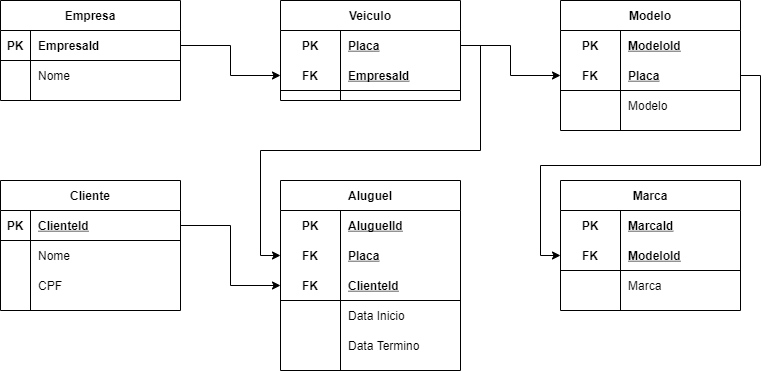 Empresa
PK EmpresaId
Nome
Veiculo
PK Placa
FK EmpresaId
Modelo
PK ModeloId
FK Placa
Modelo
Cliente
PK ClienteId
Nome
CPF
Aluguel
PK AluguelId
FK Placa
FK ClienteId
Data Inicio
Data Termino
Marca
PK MarcaId
FK ModeloId
Marca